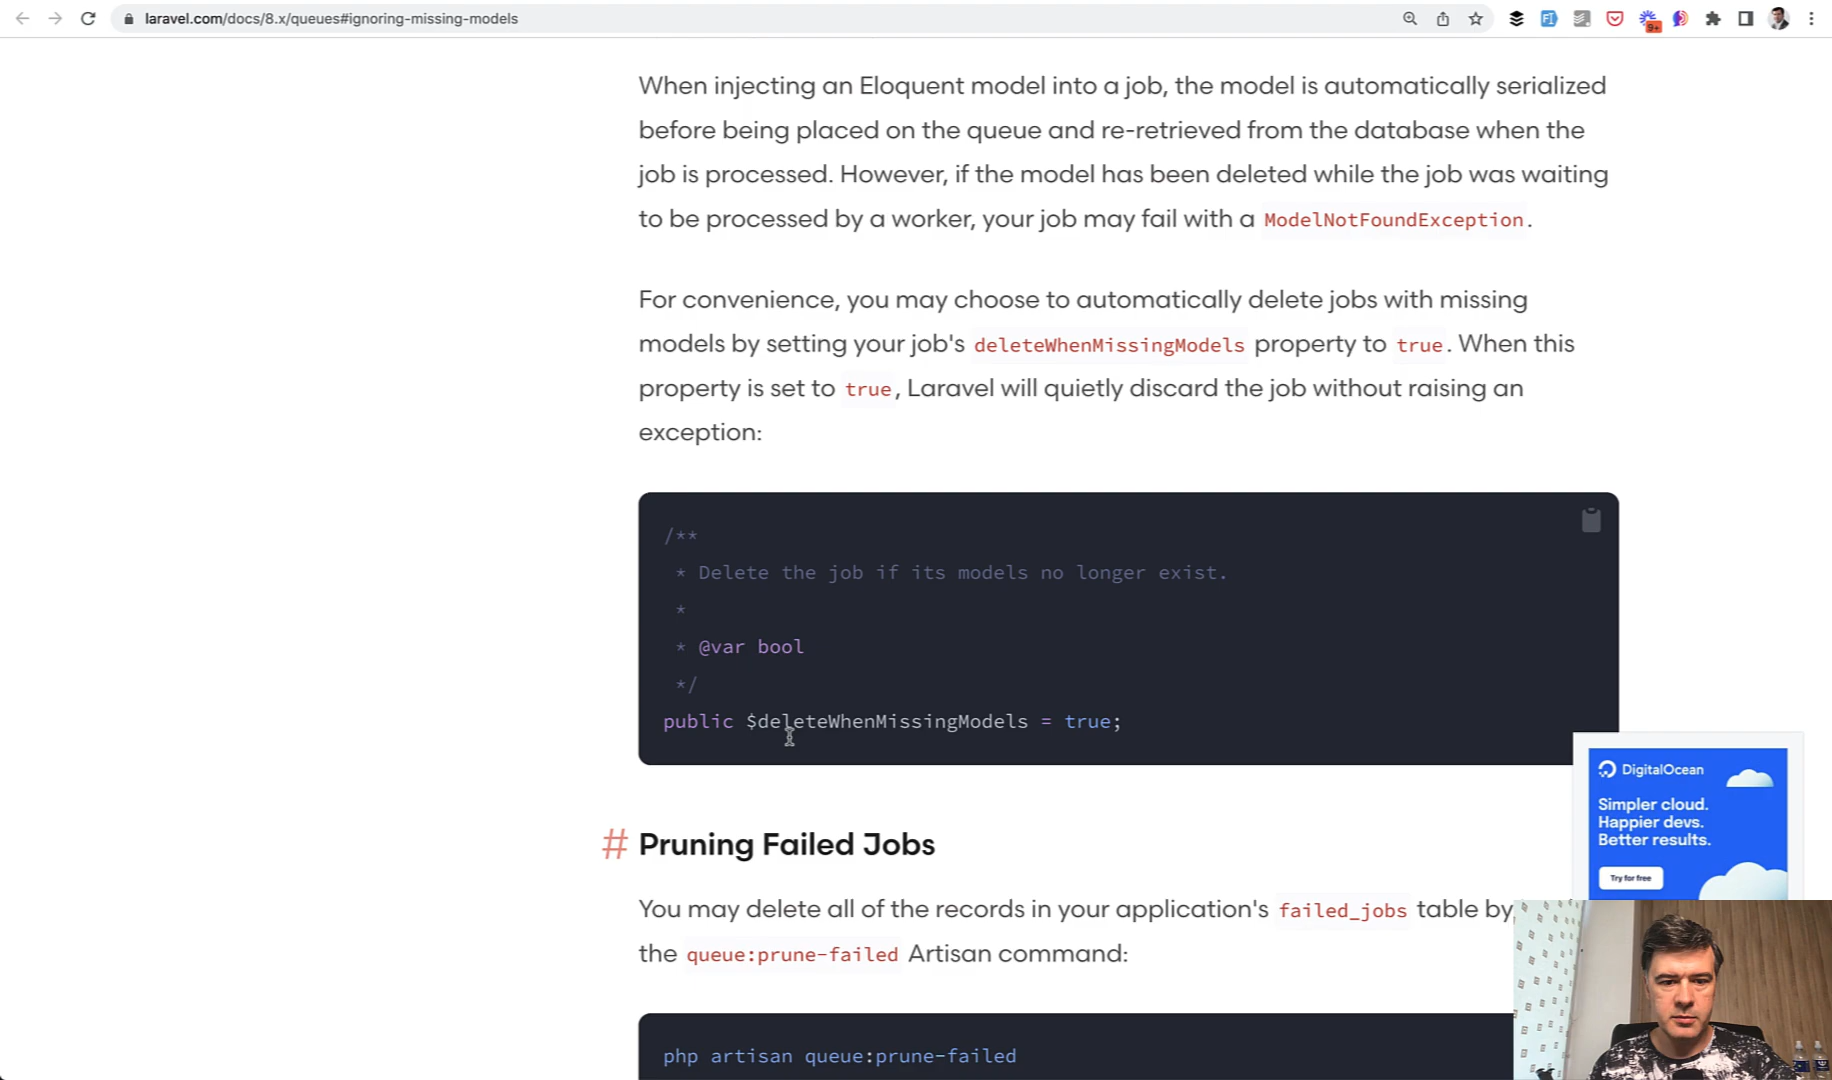 laravel.com/docs/8.x/queues#ignoring-missing-models
9+
When injecting an Eloquent model into a job, the model is automatically serialized
before being placed on the queue and re-retrieved from the database when the
job is processed. However, if the model has been deleted while the job was waiting
to be processed by a worker, your job may fail with a ModelNotFoundException.
For convenience, you may choose to automatically delete jobs with missing
models by setting your job's deleteWhenMissingModels property to true. When this
property is set to true, Laravel will quietly discard the job without raising an
exception:
/**
* Delete the job if its models no longer exist.
*
* @var bool
*/
public $deleteWhenMissingModels = true;
DigitalOcean
Simpler cloud.
Happier devs.
Better results.
Try for free
# Pruning Failed Jobs
You may delete all of the records in your application's failed_jobs table by
the queue:prune-failed Artisan command:
php artisan queue:prune-failed